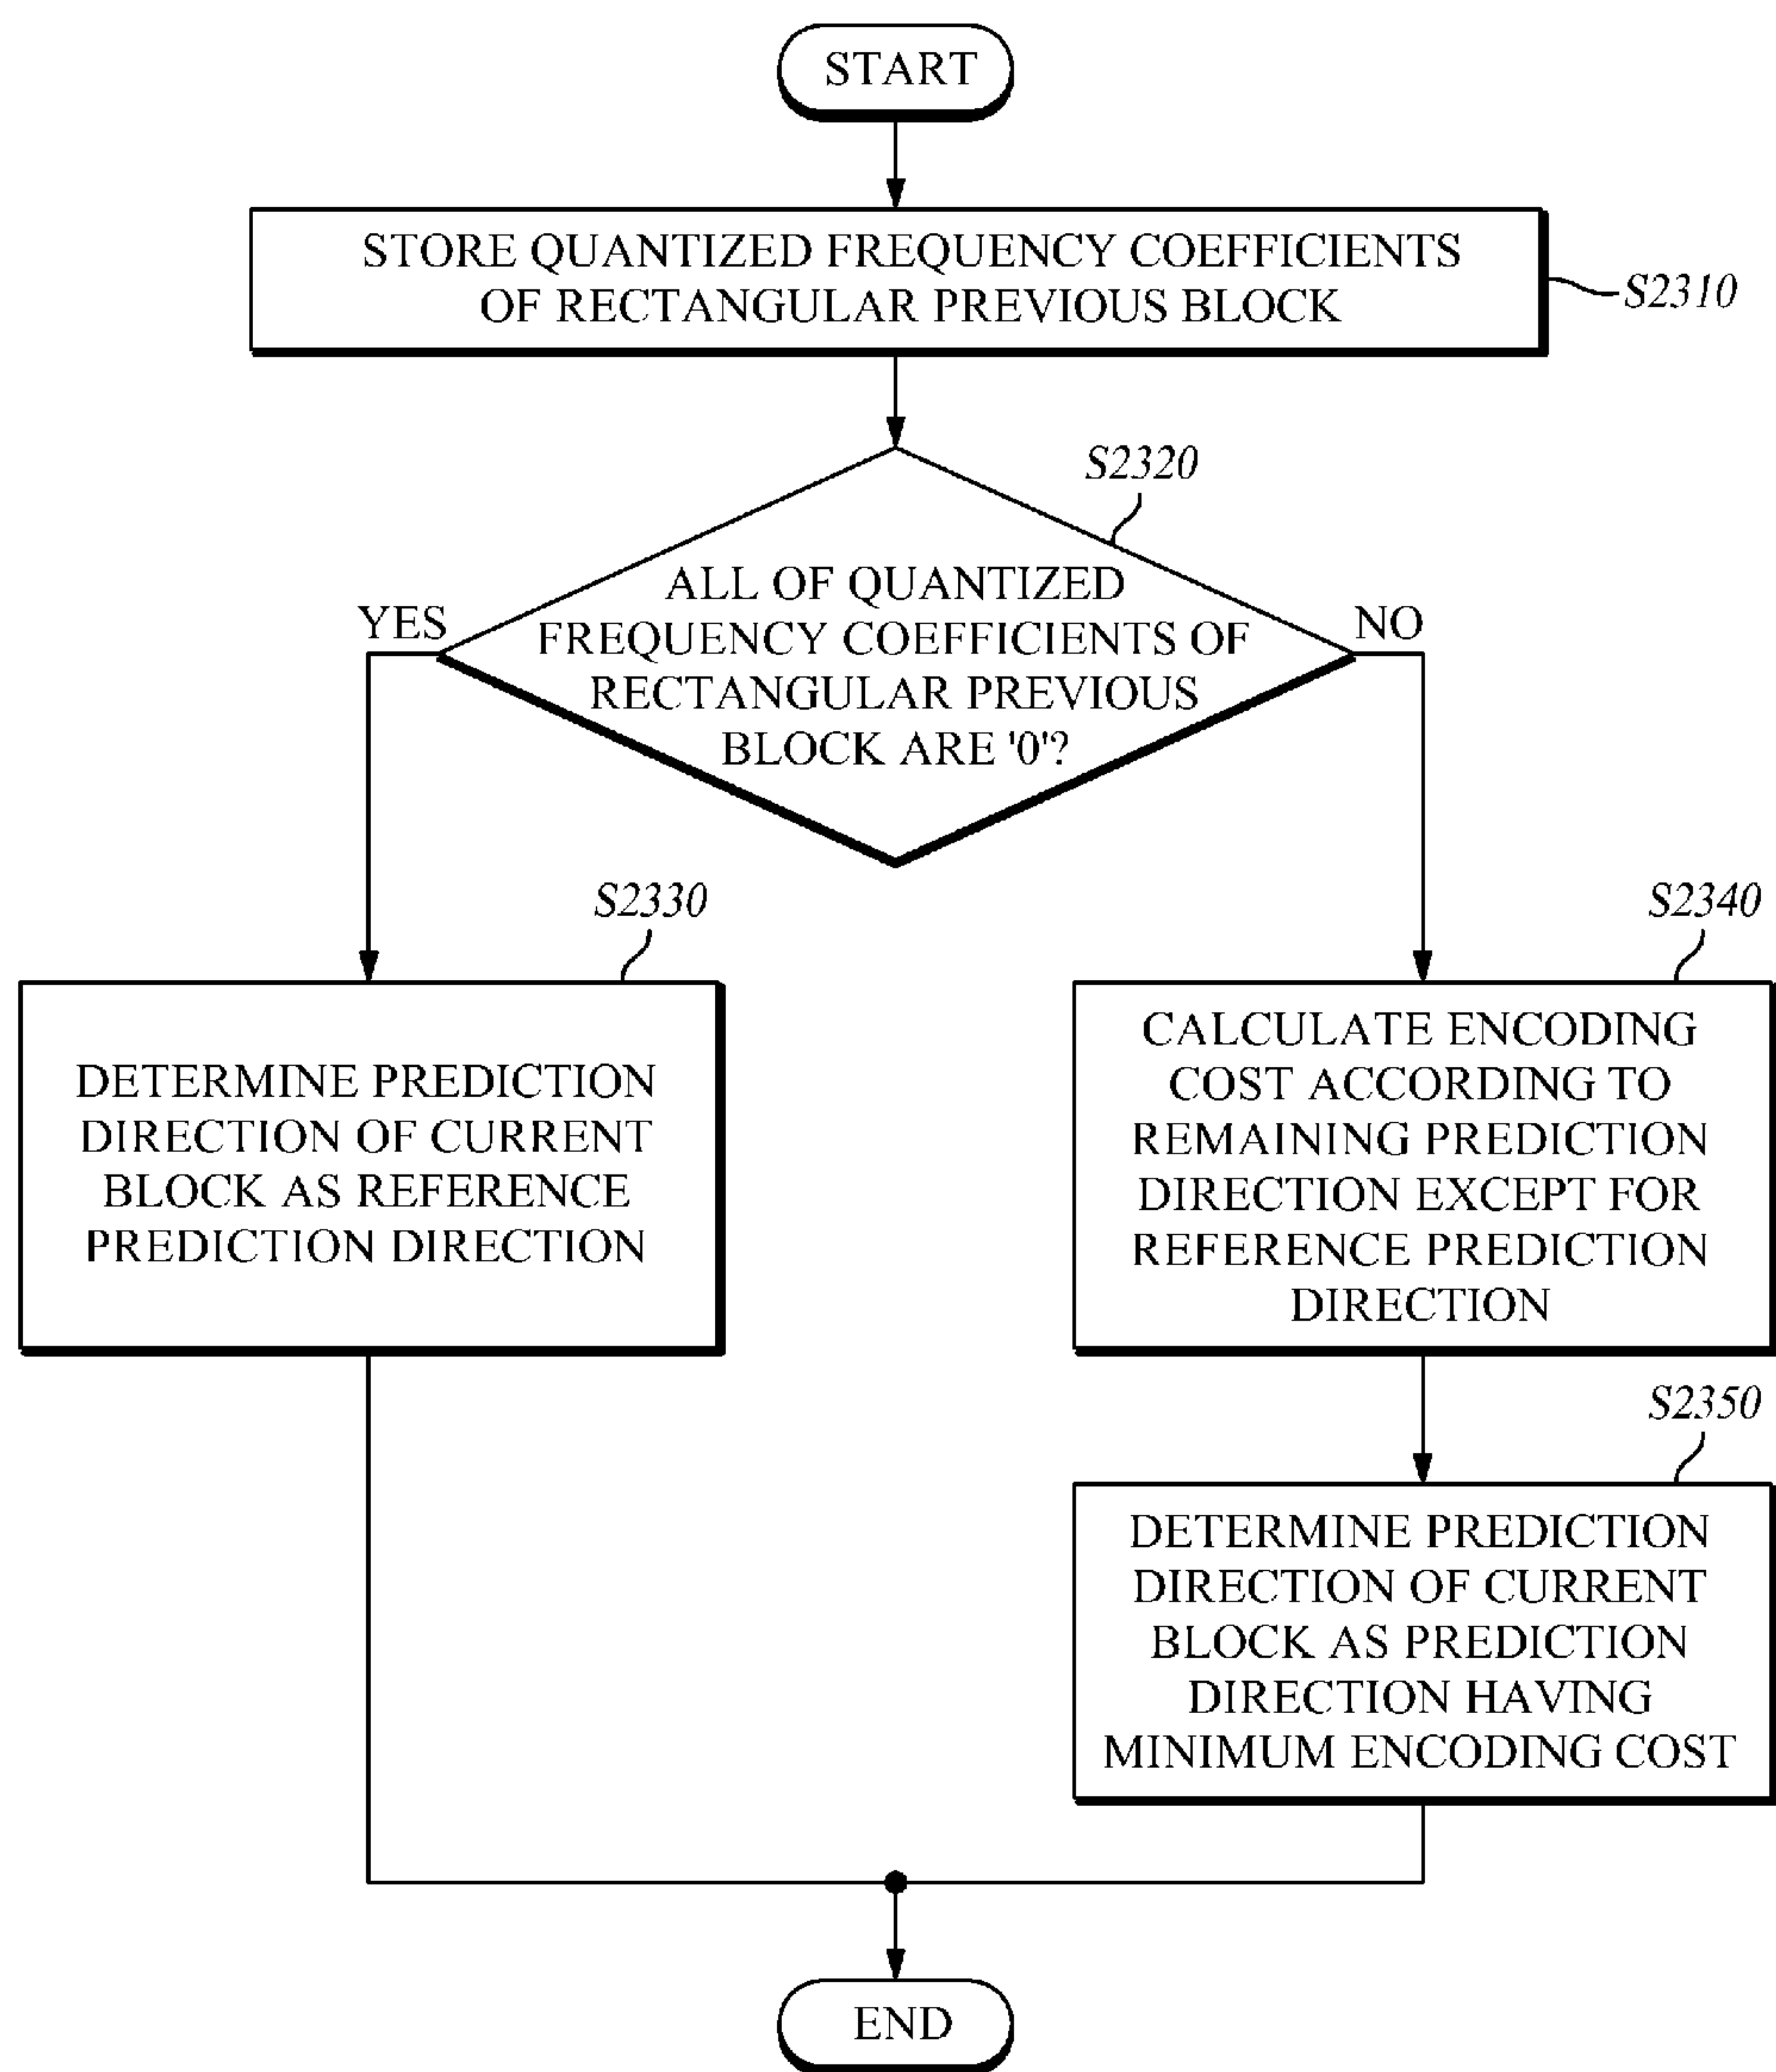 START
STORE QUANTIZED FREQUENCY COEFFICIENTS
OF RECTANGULAR PREVIOUS BLOCK
S2310
S2320
ALL OF QUANTIZED
FREQUENCY COEFFICIENTS OF
RECTANGULAR PREVIOUS
BLOCK ARE '0'?
YES
NO
S2330
DETERMINE PREDICTION
DIRECTION OF CURRENT
BLOCK AS REFERENCE
PREDICTION DIRECTION
S2340
CALCULATE ENCODING
COST ACCORDING TO
REMAINING PREDICTION
DIRECTION EXCEPT FOR
REFERENCE PREDICTION
DIRECTION
S2350
DETERMINE PREDICTION
DIRECTION OF CURRENT
BLOCK AS PREDICTION
DIRECTION HAVING
MINIMUM ENCODING COST
END